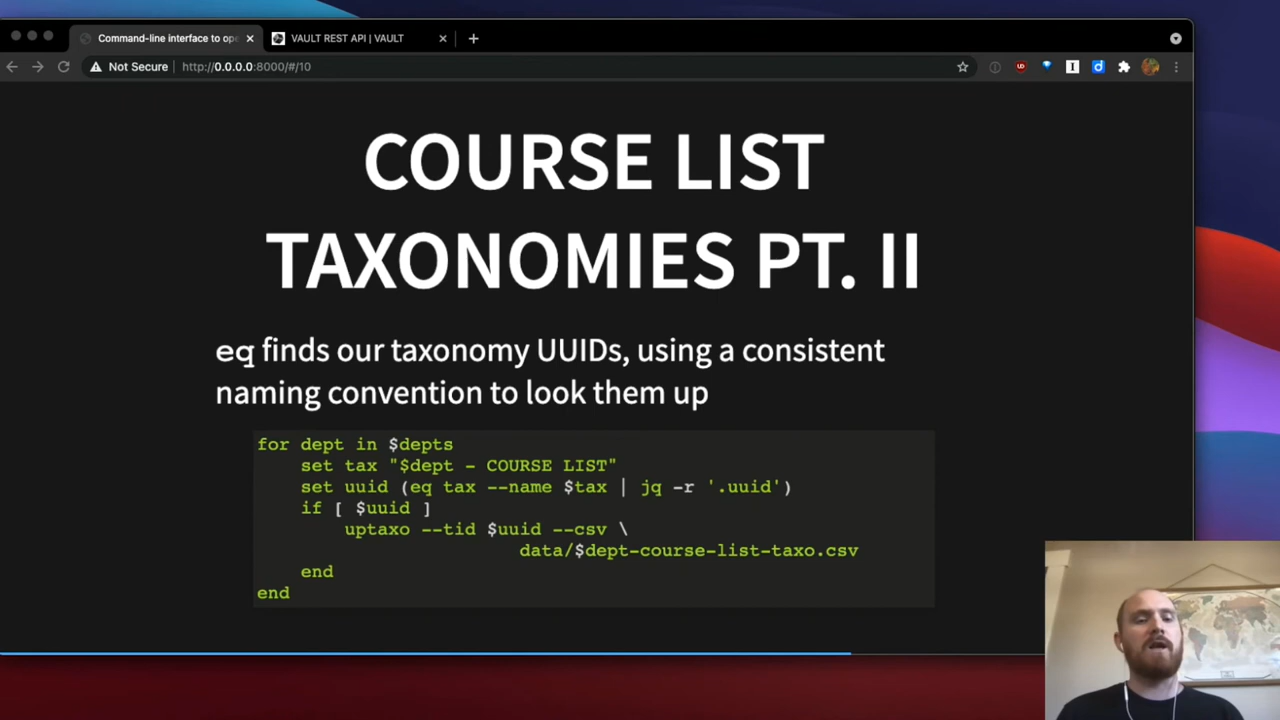 Command-line interface to ope
VAULT REST API | VAULT
Not Secure
http://0.0.0.0:8000/#/10
COURSE LIST
TAXONOMIES PT. II
eq finds our taxonomy UUIDs, using a consistent
naming convention to look them up
for dept in $depts
set tax "$dept - COURSE LIST"
set uuid (eq tax --name $tax | jq -r '.uuid')
if [ $uuid ]
uptaxo --tid $uuid --csv \
data/$dept-course-list-taxo.csv
end
end